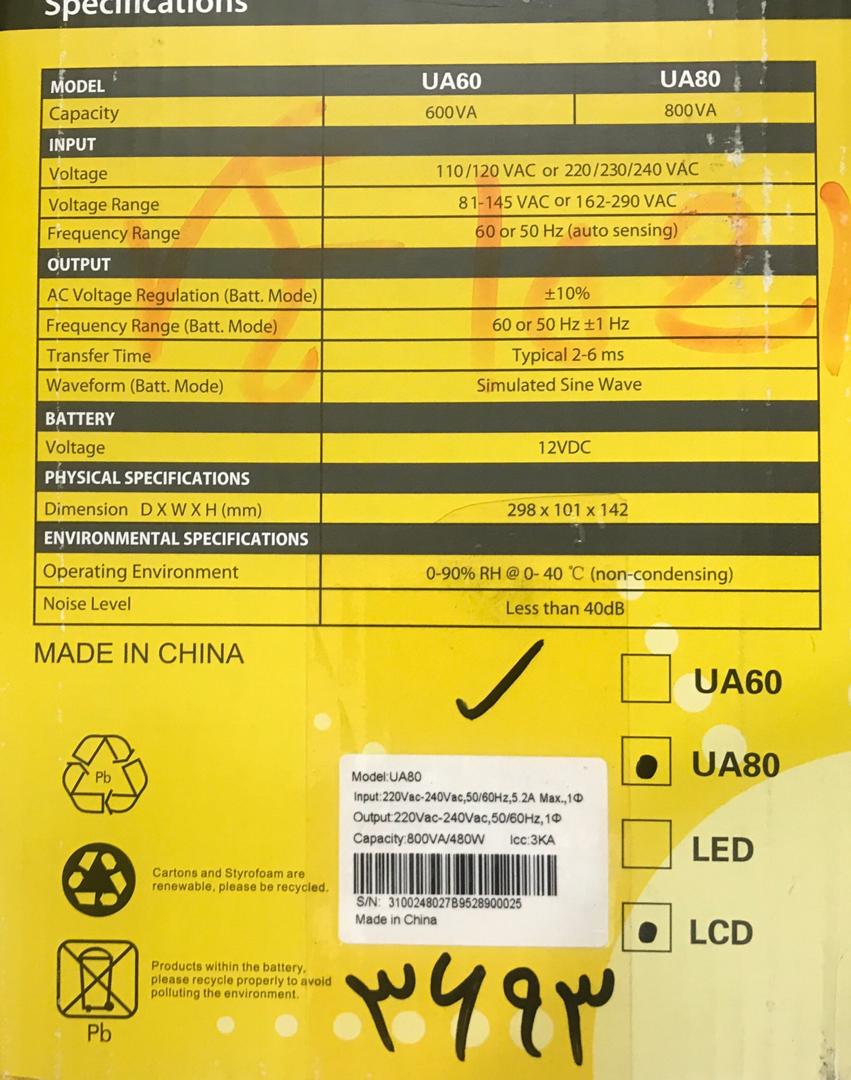 Specifications
MODEL UA60 UA80
Capacity 600VA 800VA
INPUT
Voltage 110/120 VAC or 220/230/240 VAC
Voltage Range 81-145 VAC or 162-290 VAC
Frequency Range 60 or 50 Hz (auto sensing)
OUTPUT
AC Voltage Regulation (Batt. Mode) ±10%
Frequency Range (Batt. Mode) 60 or 50 Hz ±1 Hz
Transfer Time Typical 2-6 ms
Waveform (Batt. Mode) Simulated Sine Wave
BATTERY
Voltage 12VDC
PHYSICAL SPECIFICATIONS
Dimension D X W X H (mm) 298 x 101 x 142
ENVIRONMENTAL SPECIFICATIONS
Operating Environment 0-90% RH @ 0- 40 ℃ (non-condensing)
Noise Level Less than 40dB
MADE IN CHINA
UA60
UA80
LED
LCD
Pb
Cartons and Styrofoam are
renewable, please be recycled.
Products within the battery,
please recycle properly to avoid
polluting the environment.
Pb
Model:UA80
Input:220Vac-240Vac,50/60Hz,5.2A Max.,1Φ
Output:220Vac-240Vac,50/60Hz,1Φ
Capacity:800VA/480W Icc:3KA
S/N: 3100248027B9528900025
Made in China